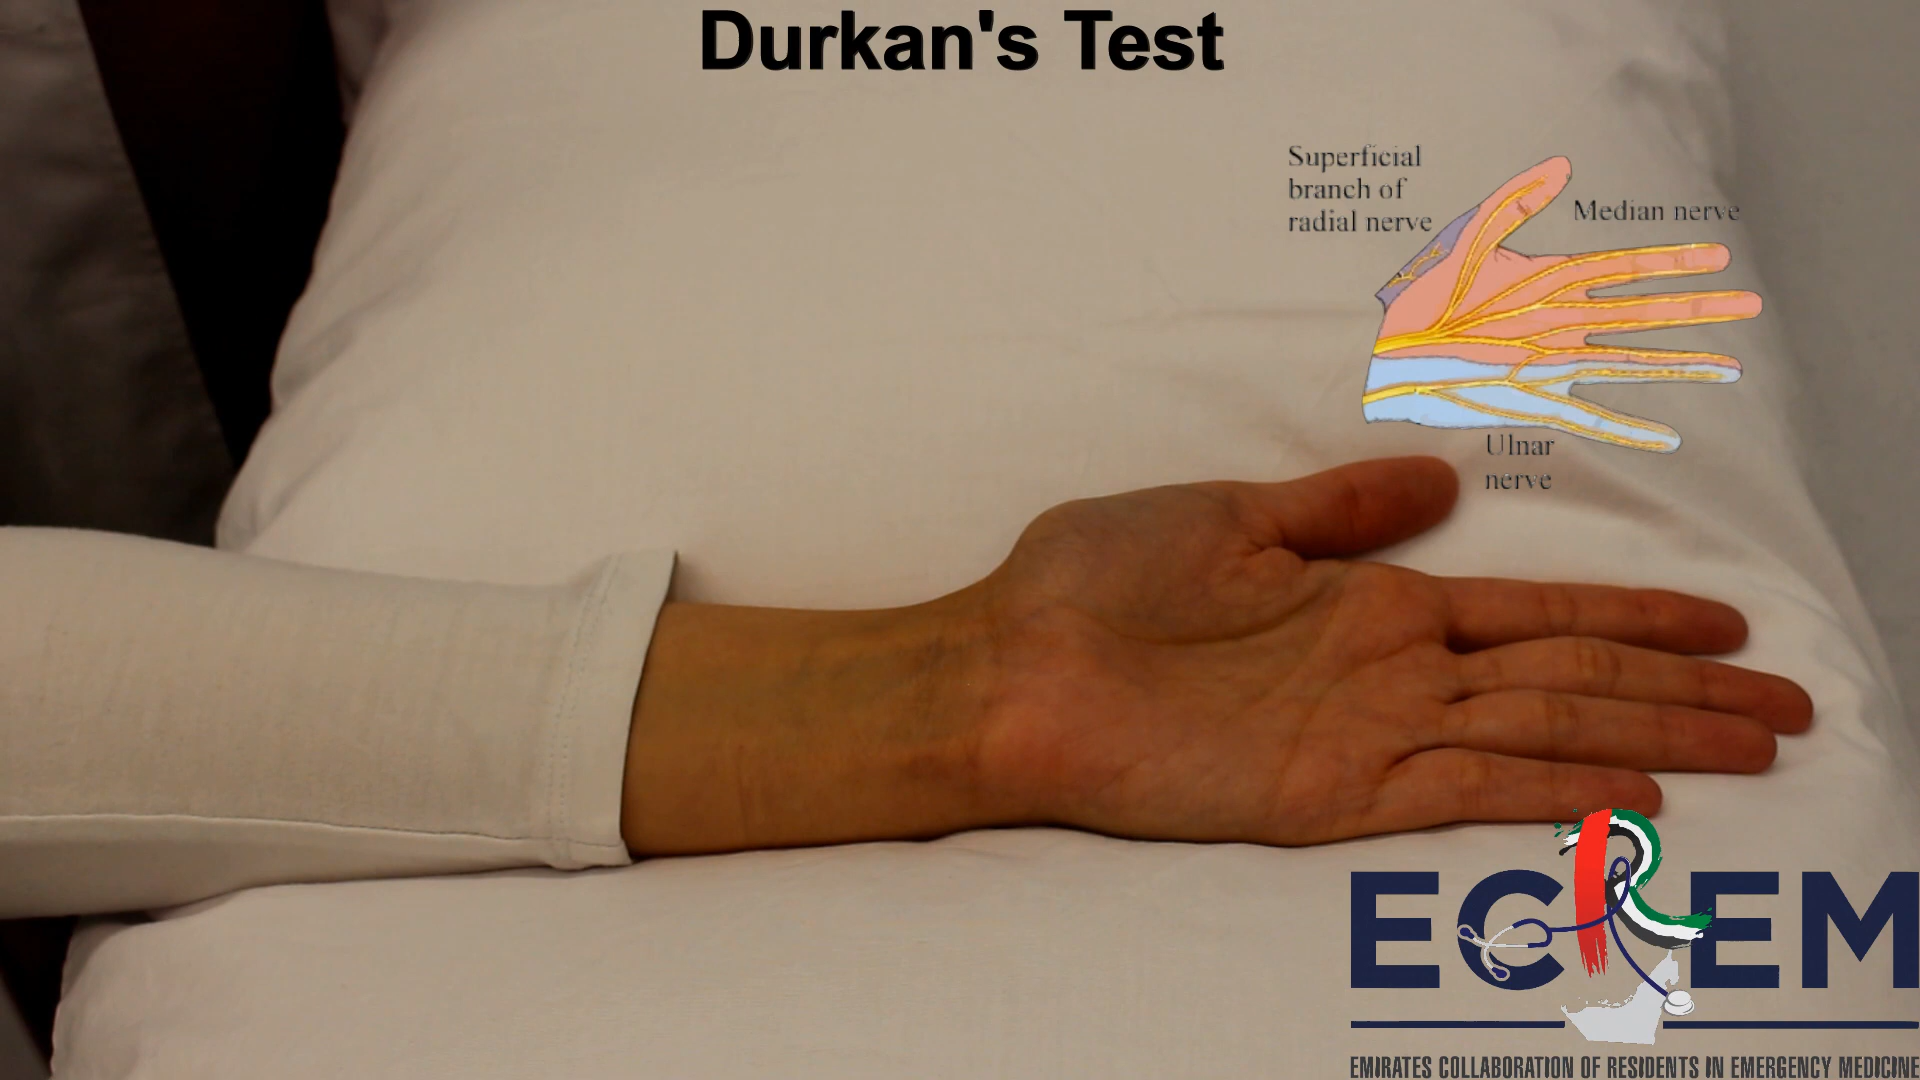 Durkan's Test
Superficial
branch of
radial nerve
Median nerve
Ulnar
nerve
ECREM
EMIRATES COLLABORATION OF RESIDENTS IN EMERGENCY MEDICINE